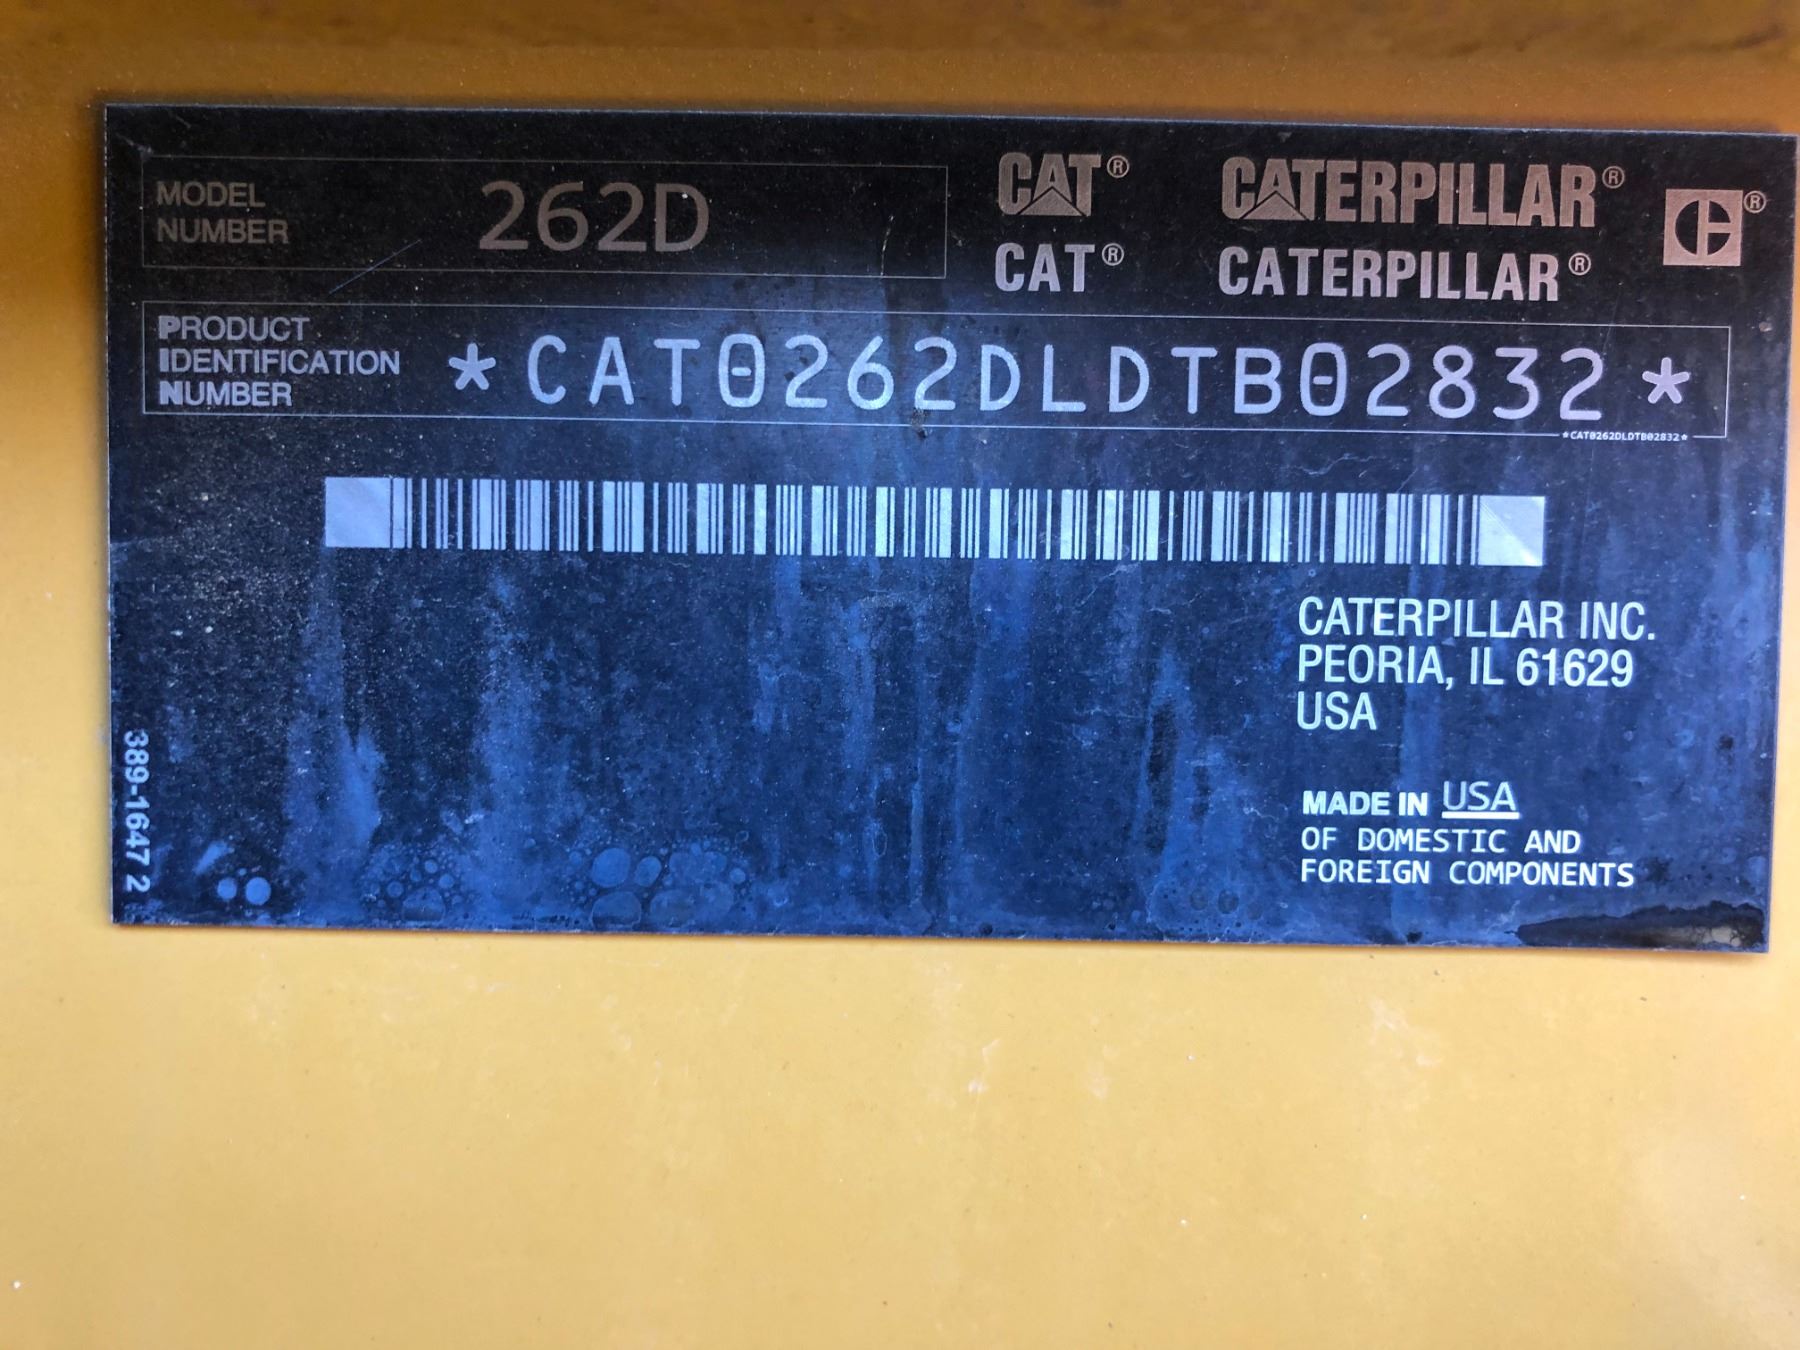 MODEL NUMBER 262D
CAT® CATERPILLAR® ®
CAT® CATERPILLAR®
PRODUCT IDENTIFICATION NUMBER *CAT0262DLDTB02832*
*CAT0262DLDTB02832*
CATERPILLAR INC.
PEORIA, IL 61629
USA
MADE IN USA
OF DOMESTIC AND
FOREIGN COMPONENTS
389-1647 2